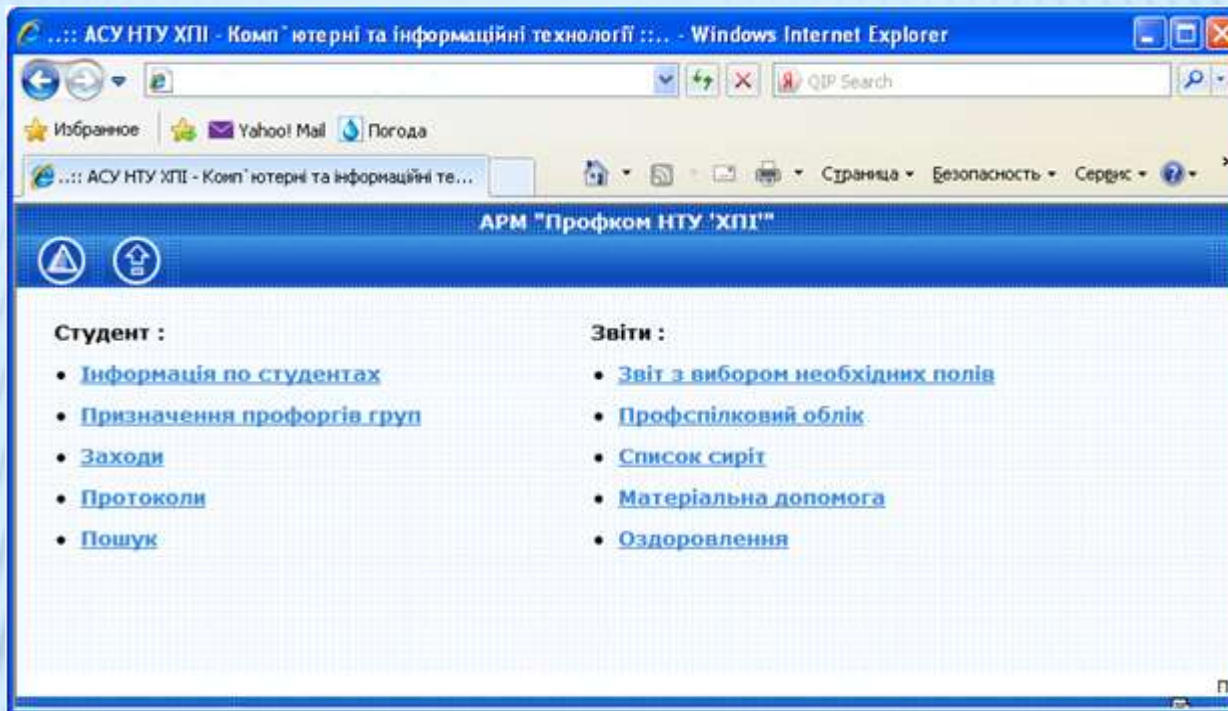 ..:: АСУ НТУ ХПІ - Комп`ютерні та інформаційні технології ::.. - Windows Internet Explorer
QIP Search
Избранное Yahoo! Mail Погода
..:: АСУ НТУ ХПІ - Комп`ютерні та інформаційні те... Страница Безопасность Сервис
АРМ "Профком НТУ 'ХПІ'"
Студент :
Інформація по студентах
Призначення профоргів груп
Заходи
Протоколи
Пошук
Звіти :
Звіт з вибором необхідних полів
Профспілковий облік
Список сиріт
Матеріальна допомога
Оздоровлення